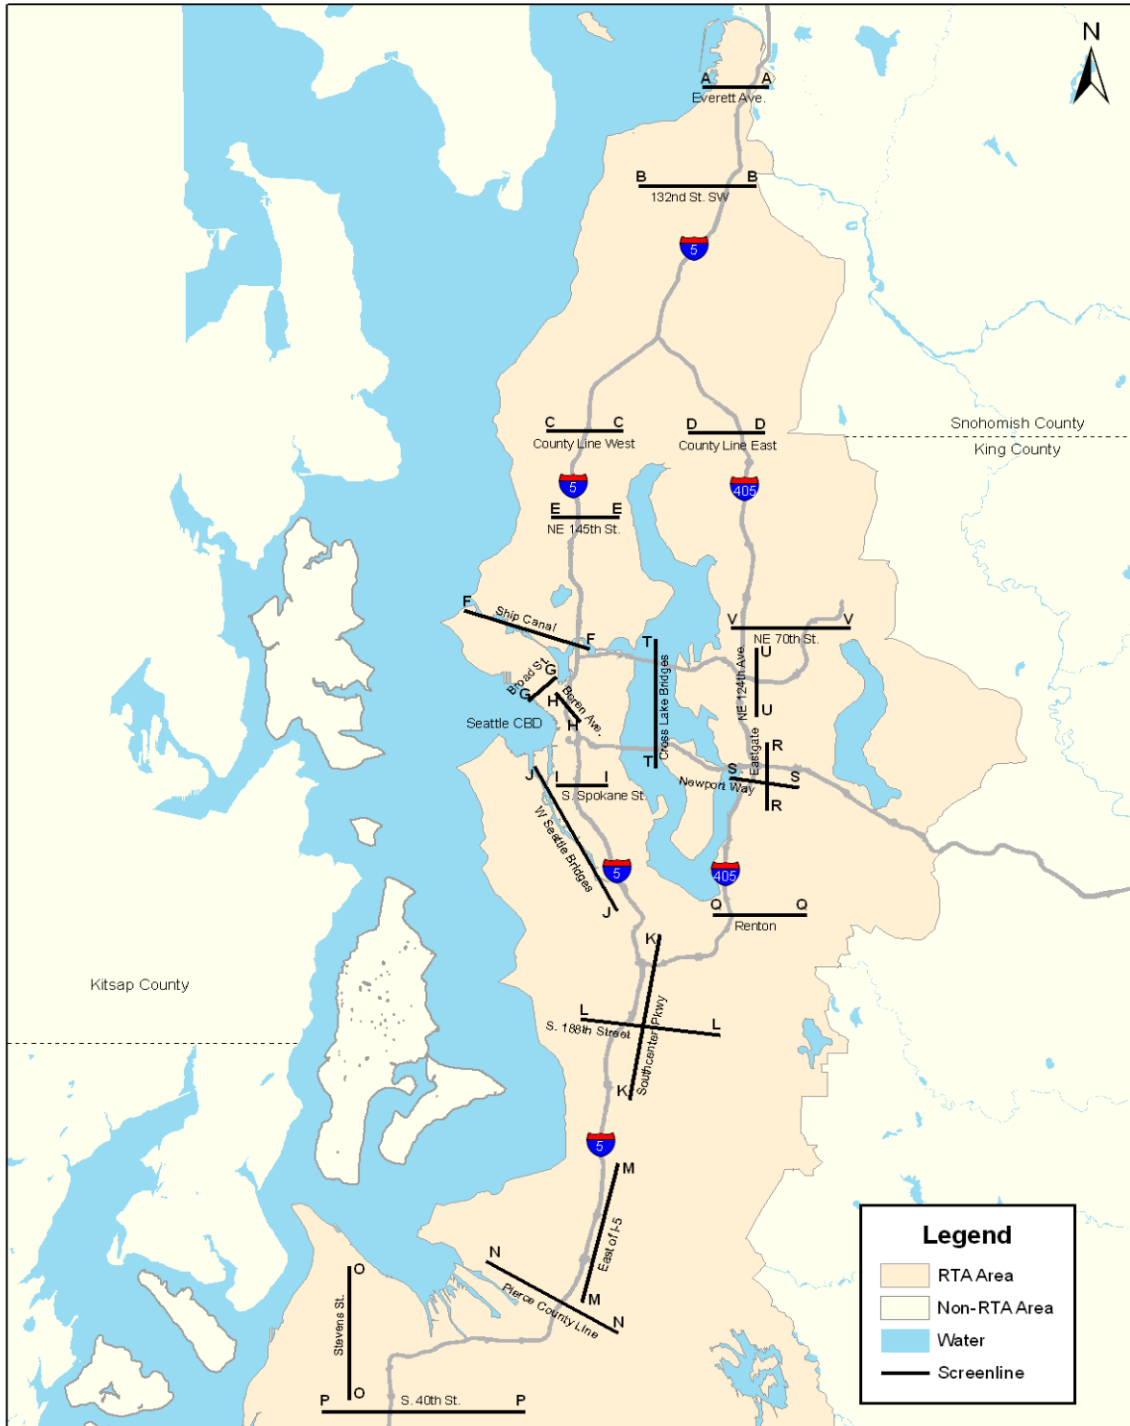 N
A A
Everett Ave.
B B
132nd St. SW
5
C C
County Line West
D D
County Line East
Snohomish County
King County
5
405
E E
NE 145th St.
F
Ship Canal
F
V V
NE 70th St.
T
U
NE 124th Ave.
U
Broad St.
G
G
H
Boren Ave.
H
Seattle CBD
Cross Lake Bridges
T
Eastgate
R
R
S S
Newport Way
J
I I
S. Spokane St.
W Seattle Bridges
J
5
405
Q Q
Renton
K
Southcenter Pkwy
K
L L
S. 188th Street
Kitsap County
5
M
East of I-5
M
N
Pierce County Line
N
O
Stevens St.
O
P P
S. 40th St.
Legend
RTA Area
Non-RTA Area
Water
Screenline